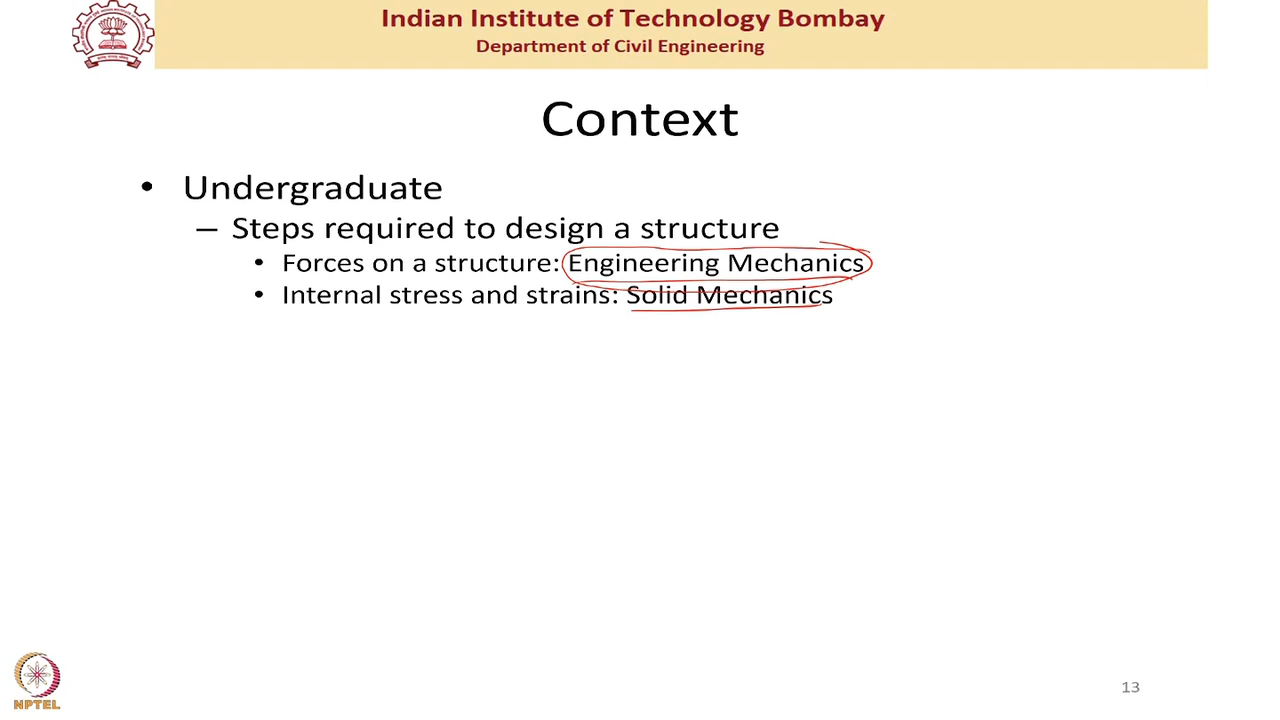 Indian Institute of Technology Bombay
Department of Civil Engineering
Context
• Undergraduate
– Steps required to design a structure
• Forces on a structure: Engineering Mechanics
• Internal stress and strains: Solid Mechanics
NPTEL
13